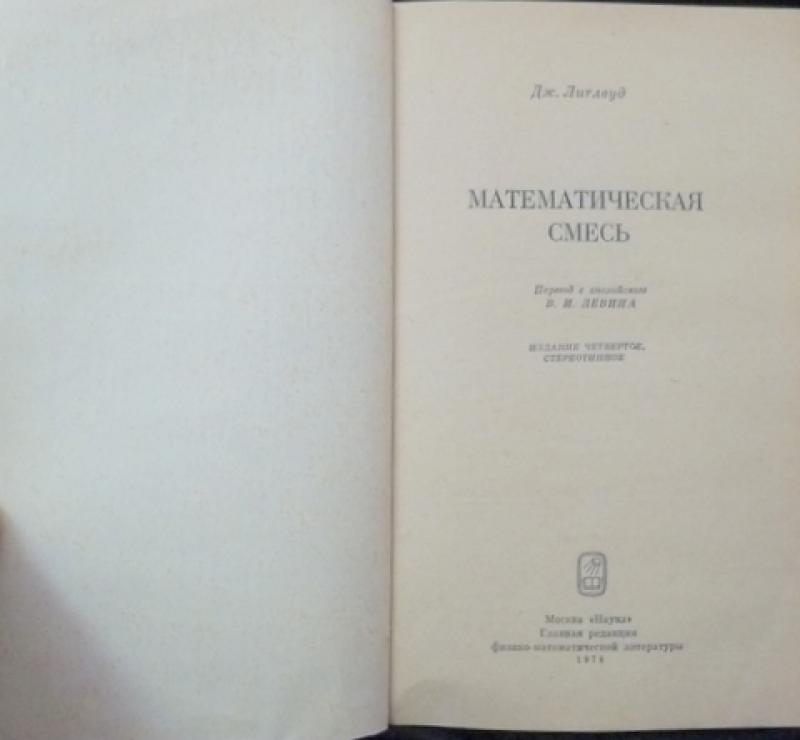 Дж. Литлвуд
МАТЕМАТИЧЕСКАЯ
СМЕСЬ
Перевод с английского
В. И. ЛЕВИНА
ИЗДАНИЕ ЧЕТВЕРТОЕ,
СТЕРЕОТИПНОЕ
Москва «Наука»
Главная редакция
физико-математической литературы